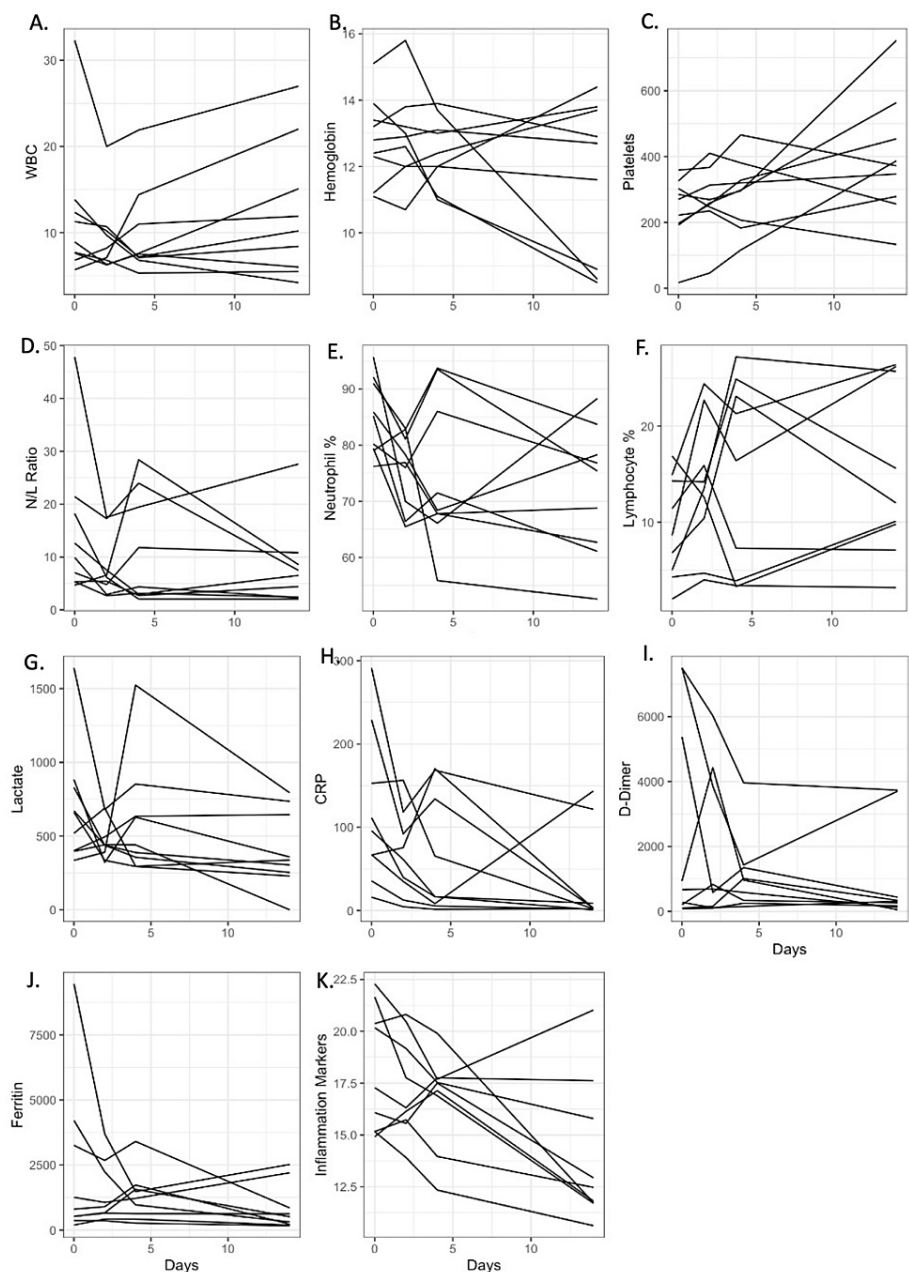 A.
WBC
30
20
10
0 5 10
B.
Hemoglobin
16
14
12
10
0 5 10
C.
Platelets
600
400
200
0
0 5 10
D.
N/L Ratio
50
40
30
20
10
0
0 5 10
E.
Neutrophil %
90
80
70
60
0 5 10
F.
Lymphocyte %
20
10
0 5 10
G.
Lactate
1500
1000
500
0
0 5 10
H.
CRP
300
200
100
0
0 5 10
I.
D-Dimer
6000
4000
2000
0
0 5 10
Days
J.
Ferritin
7500
5000
2500
0
0 5 10
Days
K.
Inflammation Markers
22.5
20.0
17.5
15.0
12.5
0 5 10
Days